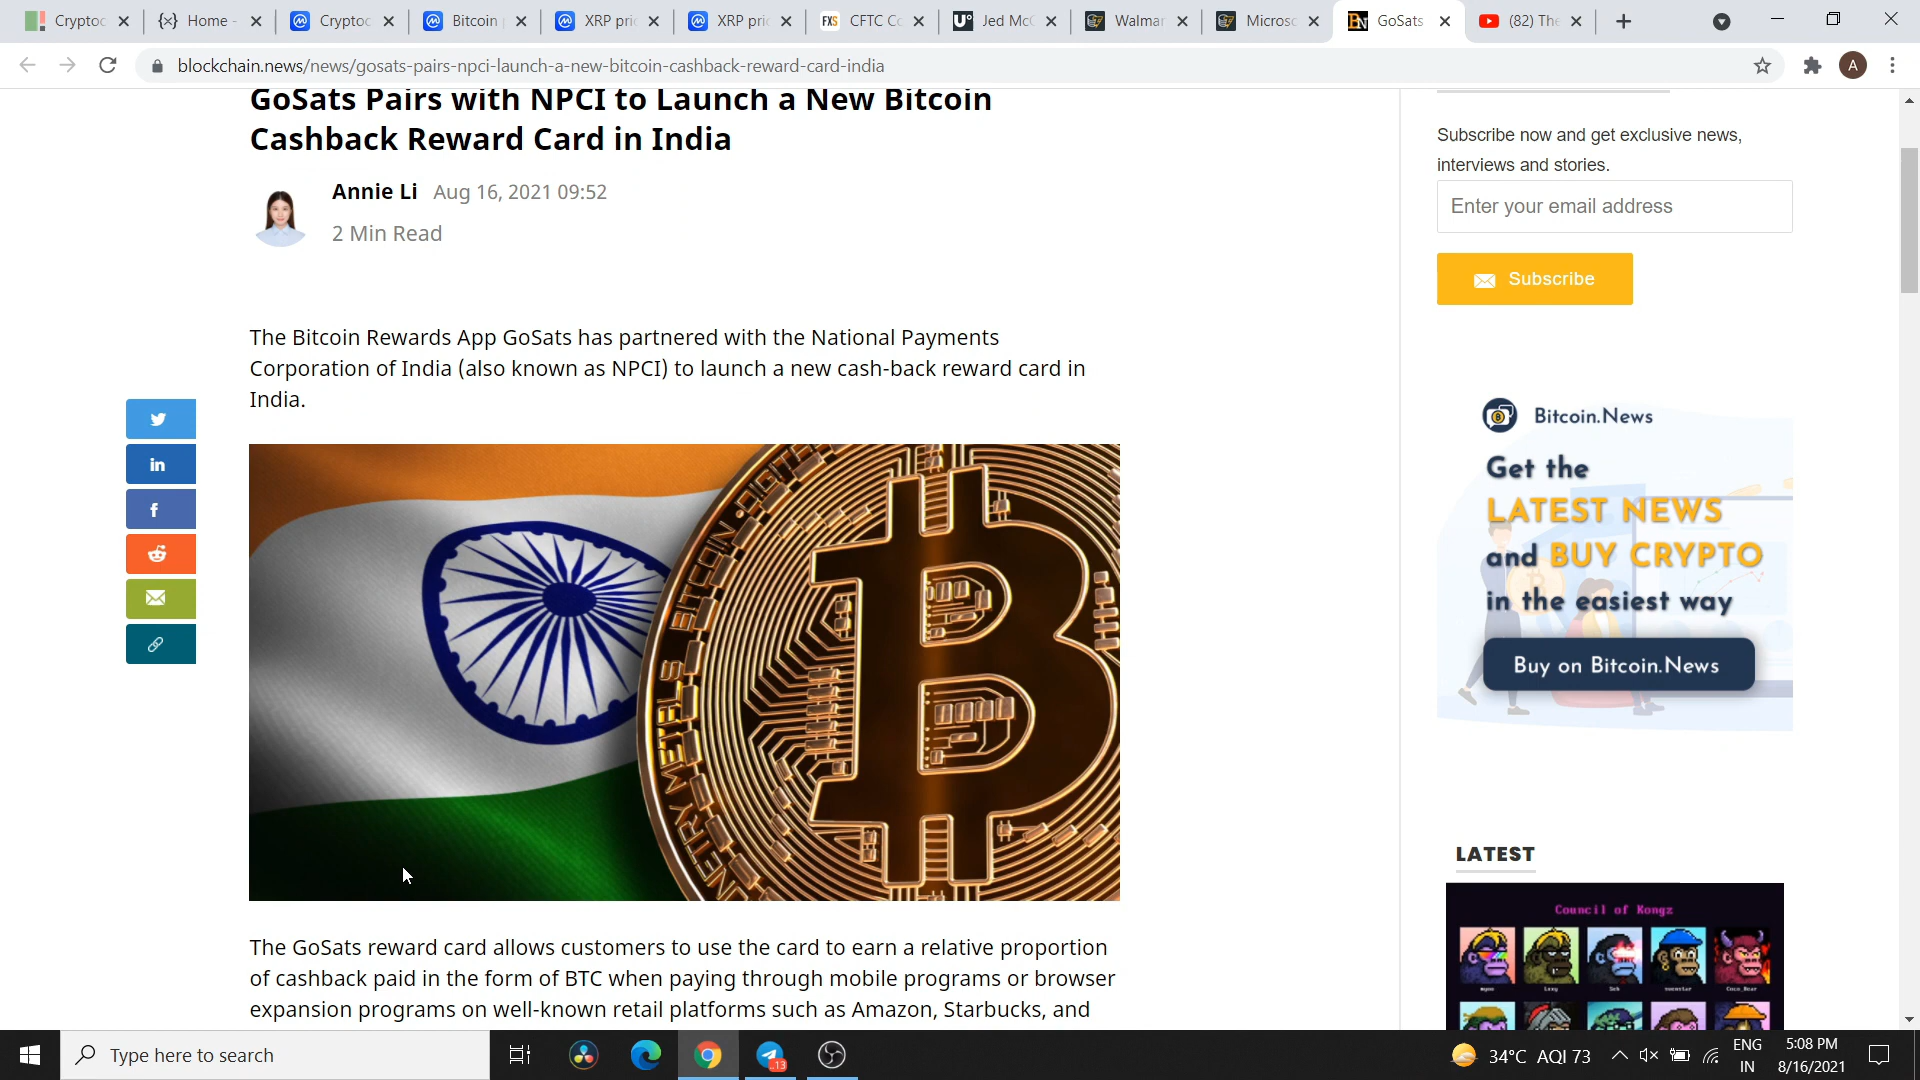 Cryptoc
{x} Home -
Cryptoc
Bitcoin
XRP pri
XRP pri
FXS CFTC Co
Jed McC
Walmar
Microsc
GoSats
(82) The
blockchain.news/news/gosats-pairs-npci-launch-a-new-bitcoin-cashback-reward-card-india
A
GoSats Pairs with NPCI to Launch a New Bitcoin
Cashback Reward Card in India
Annie Li Aug 16, 2021 09:52
2 Min Read
The Bitcoin Rewards App GoSats has partnered with the National Payments
Corporation of India (also known as NPCI) to launch a new cash-back reward card in
India.
BITCOIN
The GoSats reward card allows customers to use the card to earn a relative proportion
of cashback paid in the form of BTC when paying through mobile programs or browser
expansion programs on well-known retail platforms such as Amazon, Starbucks, and
Subscribe now and get exclusive news,
interviews and stories.
Enter your email address
Subscribe
Bitcoin.News
Get the
LATEST NEWS
and BUY CRYPTO
in the easiest way
Buy on Bitcoin.News
LATEST
Council of Kongz
Type here to search
13
34°C AQI 73
ENG
IN
5:08 PM
8/16/2021